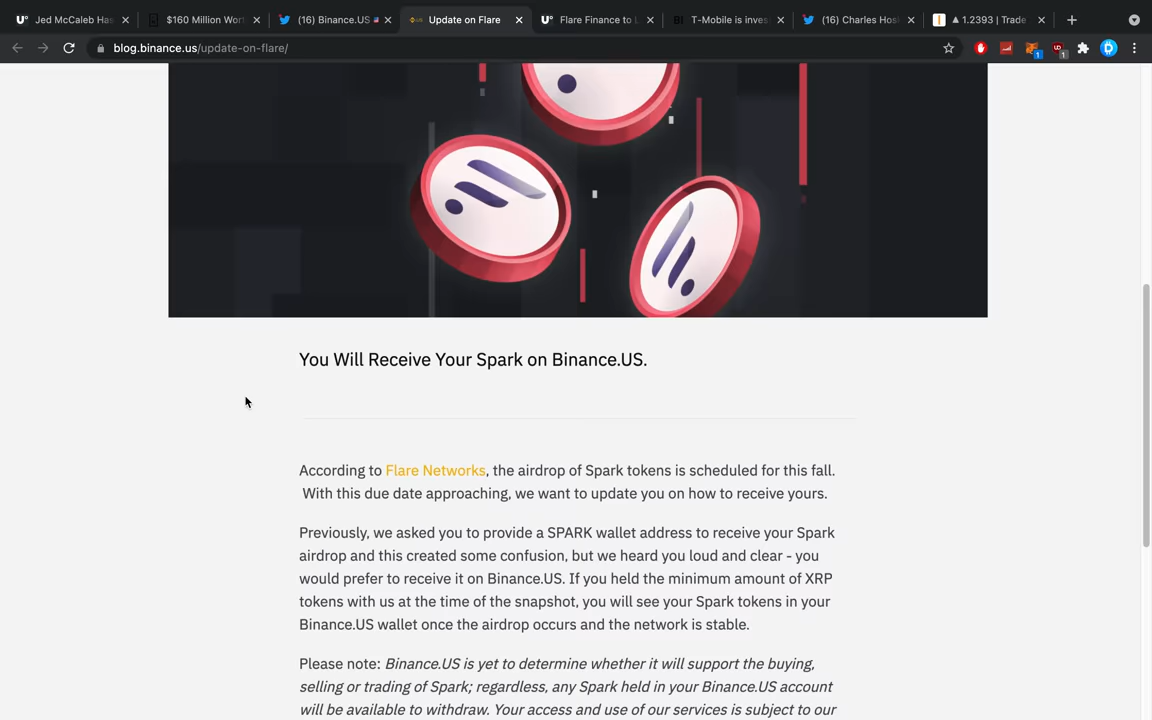 Jed McCaleb Has
$160 Million Wor
(16) Binance.US
Update on Flare
Flare Finance to L
T-Mobile is inves
(16) Charles Hos
▲ 1.2393 | Trade
blog.binance.us/update-on-flare/
You Will Receive Your Spark on Binance.US.
According to Flare Networks, the airdrop of Spark tokens is scheduled for this fall.
With this due date approaching, we want to update you on how to receive yours.
Previously, we asked you to provide a SPARK wallet address to receive your Spark
airdrop and this created some confusion, but we heard you loud and clear - you
would prefer to receive it on Binance.US. If you held the minimum amount of XRP
tokens with us at the time of the snapshot, you will see your Spark tokens in your
Binance.US wallet once the airdrop occurs and the network is stable.
Please note: Binance.US is yet to determine whether it will support the buying,
selling or trading of Spark; regardless, any Spark held in your Binance.US account
will be available to withdraw. Your access and use of our services is subject to our